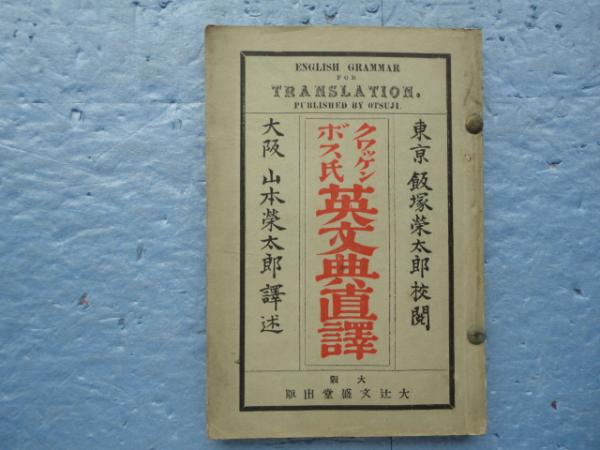 ENGLISH GRAMMAR
FOR
TRANSLATION.
PUBLISHED BY OTSUJI.
東京 飯塚榮太郎校閲
クワッケン
ボス氏
英文典直譯
大阪 山本榮太郎譯述
大阪
大辻文盛堂出版